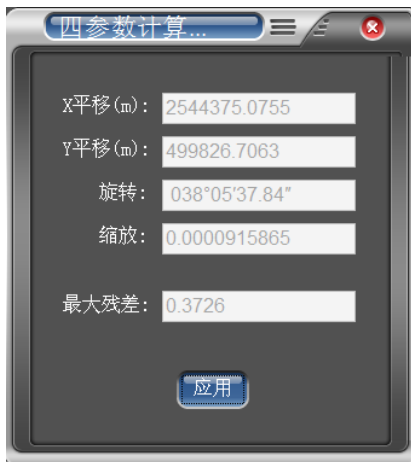 四参数计算...
X平移(m): 2544375.0755
Y平移(m): 499826.7063
旋转: 038°05′37.84″
缩放: 0.0000915865
最大残差: 0.3726
应用